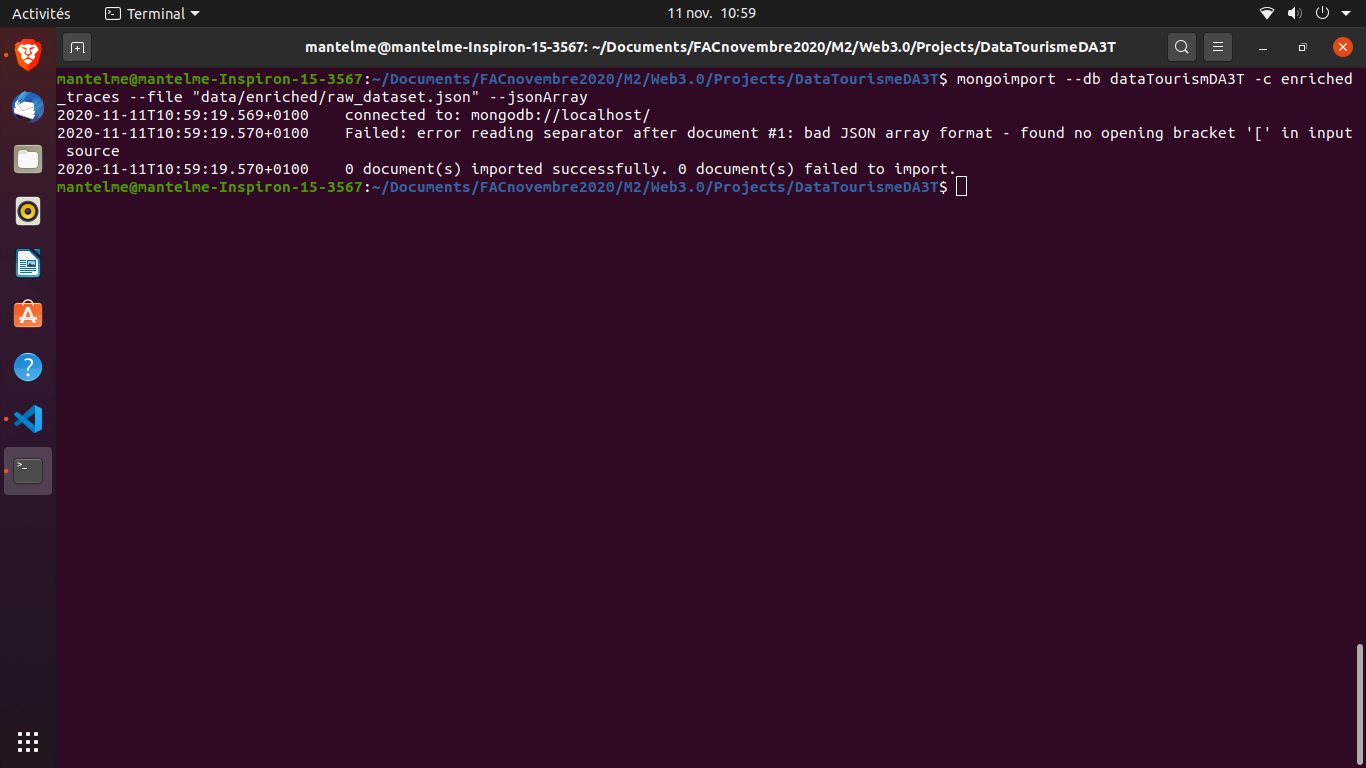 Activités
Terminal
11 nov. 10:59
mantelme@mantelme-Inspiron-15-3567: ~/Documents/FACnovembre2020/M2/Web3.0/Projects/DataTourismeDA3T
mantelme@mantelme-Inspiron-15-3567:~/Documents/FACnovembre2020/M2/Web3.0/Projects/DataTourismeDA3T$ mongoimport --db dataTourismDA3T -c enriched
_traces --file "data/enriched/raw_dataset.json" --jsonArray
2020-11-11T10:59:19.569+0100    connected to: mongodb://localhost/
2020-11-11T10:59:19.570+0100    Failed: error reading separator after document #1: bad JSON array format - found no opening bracket '[' in input
 source
2020-11-11T10:59:19.570+0100    0 document(s) imported successfully. 0 document(s) failed to import.
mantelme@mantelme-Inspiron-15-3567:~/Documents/FACnovembre2020/M2/Web3.0/Projects/DataTourismeDA3T$